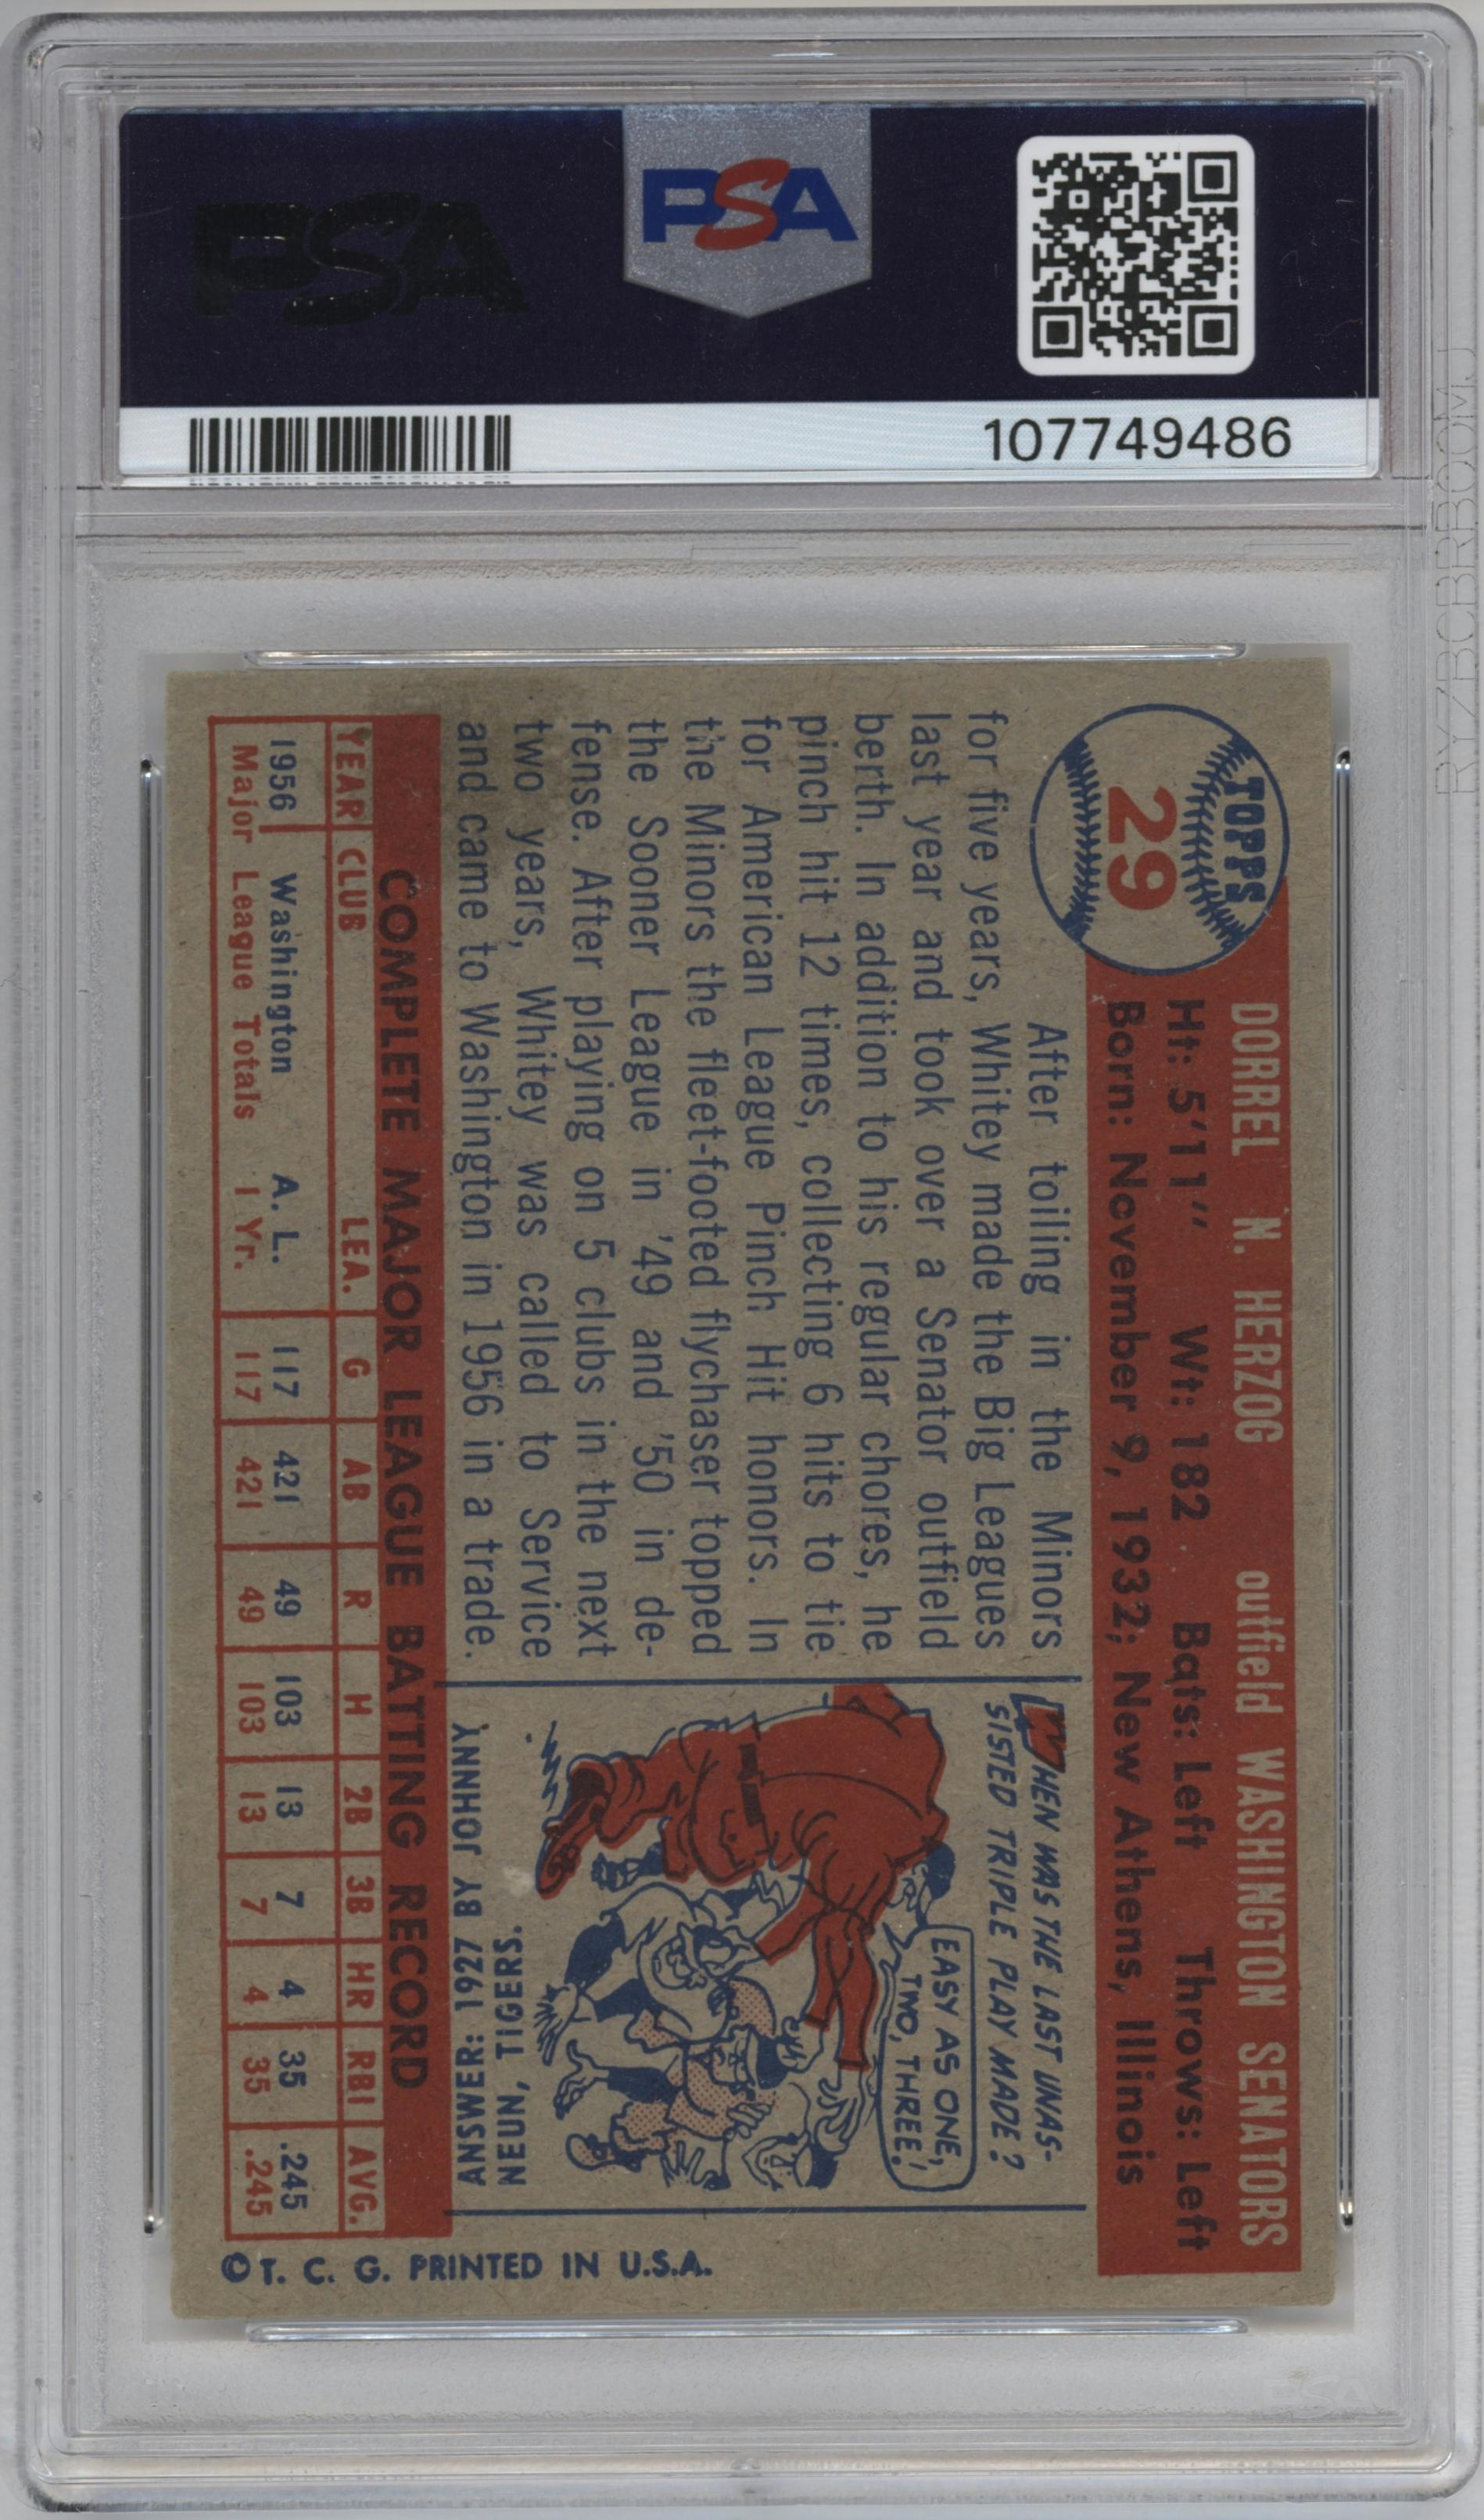 PSA
PSA
107749486
TOPPS
29
DORREL N. HERZOG outfield WASHINGTON SENATORS
Ht: 5'11" Wt: 182 Bats: Left Throws: Left
Born: November 9, 1932; New Athens, Illinois
After toiling in the Minors
for five years, Whitey made the Big Leagues
last year and took over a Senator outfield
berth. In addition to his regular chores, he
pinch hit 12 times, collecting 6 hits to tie
for American League Pinch Hit honors. In
the Minors the fleet-footed flychaser topped
the Sooner League in '49 and '50 in de-
fense. After playing on 5 clubs in the next
two years, Whitey was called to Service
and came to Washington in 1956 in a trade.
WHEN WAS THE LAST UNAS-
SISTED TRIPLE PLAY MADE?
EASY AS ONE,
TWO, THREE!
ANSWER: 1927 BY JOHNNY
NEUN, TIGERS.
COMPLETE MAJOR LEAGUE BATTING RECORD
YEAR CLUB LEA. G AB R H 2B 3B HR RBI AVG.
1956 Washington A. L. 117 421 49 103 13 7 4 35 .245
Major League Totals 1 Yr. 117 421 49 103 13 7 4 35 .245
© T. C. G. PRINTED IN U.S.A.
PSA